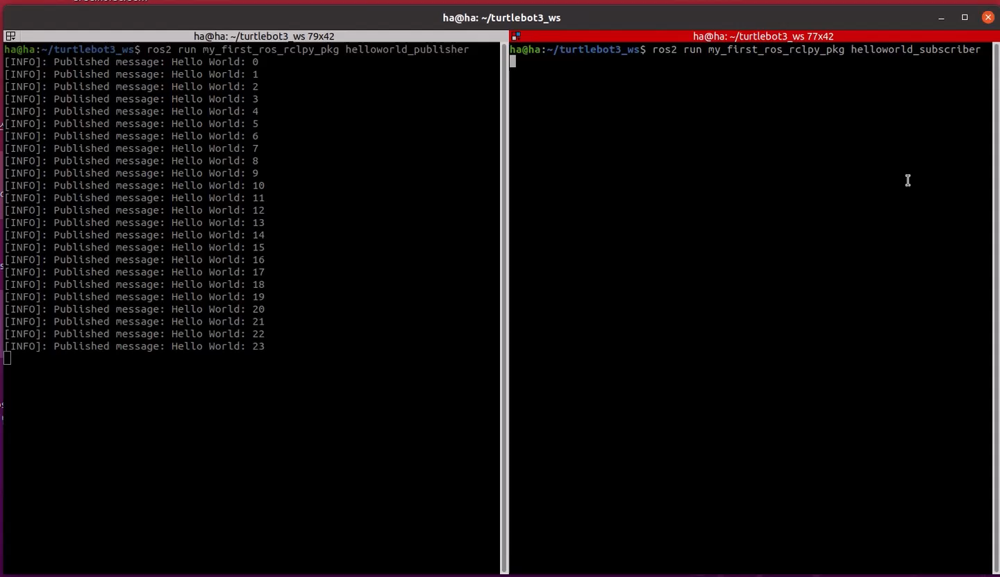 ha@ha: ~/turtlebot3_ws
ha@ha: ~/turtlebot3_ws 79x42
ha@ha:~/turtlebot3_ws$ ros2 run my_first_ros_rclpy_pkg helloworld_publisher
[INFO]: Published message: Hello World: 0
[INFO]: Published message: Hello World: 1
[INFO]: Published message: Hello World: 2
[INFO]: Published message: Hello World: 3
[INFO]: Published message: Hello World: 4
[INFO]: Published message: Hello World: 5
[INFO]: Published message: Hello World: 6
[INFO]: Published message: Hello World: 7
[INFO]: Published message: Hello World: 8
[INFO]: Published message: Hello World: 9
[INFO]: Published message: Hello World: 10
[INFO]: Published message: Hello World: 11
[INFO]: Published message: Hello World: 12
[INFO]: Published message: Hello World: 13
[INFO]: Published message: Hello World: 14
[INFO]: Published message: Hello World: 15
[INFO]: Published message: Hello World: 16
[INFO]: Published message: Hello World: 17
[INFO]: Published message: Hello World: 18
[INFO]: Published message: Hello World: 19
[INFO]: Published message: Hello World: 20
[INFO]: Published message: Hello World: 21
[INFO]: Published message: Hello World: 22
[INFO]: Published message: Hello World: 23
ha@ha: ~/turtlebot3_ws 77x42
ha@ha:~/turtlebot3_ws$ ros2 run my_first_ros_rclpy_pkg helloworld_subscriber